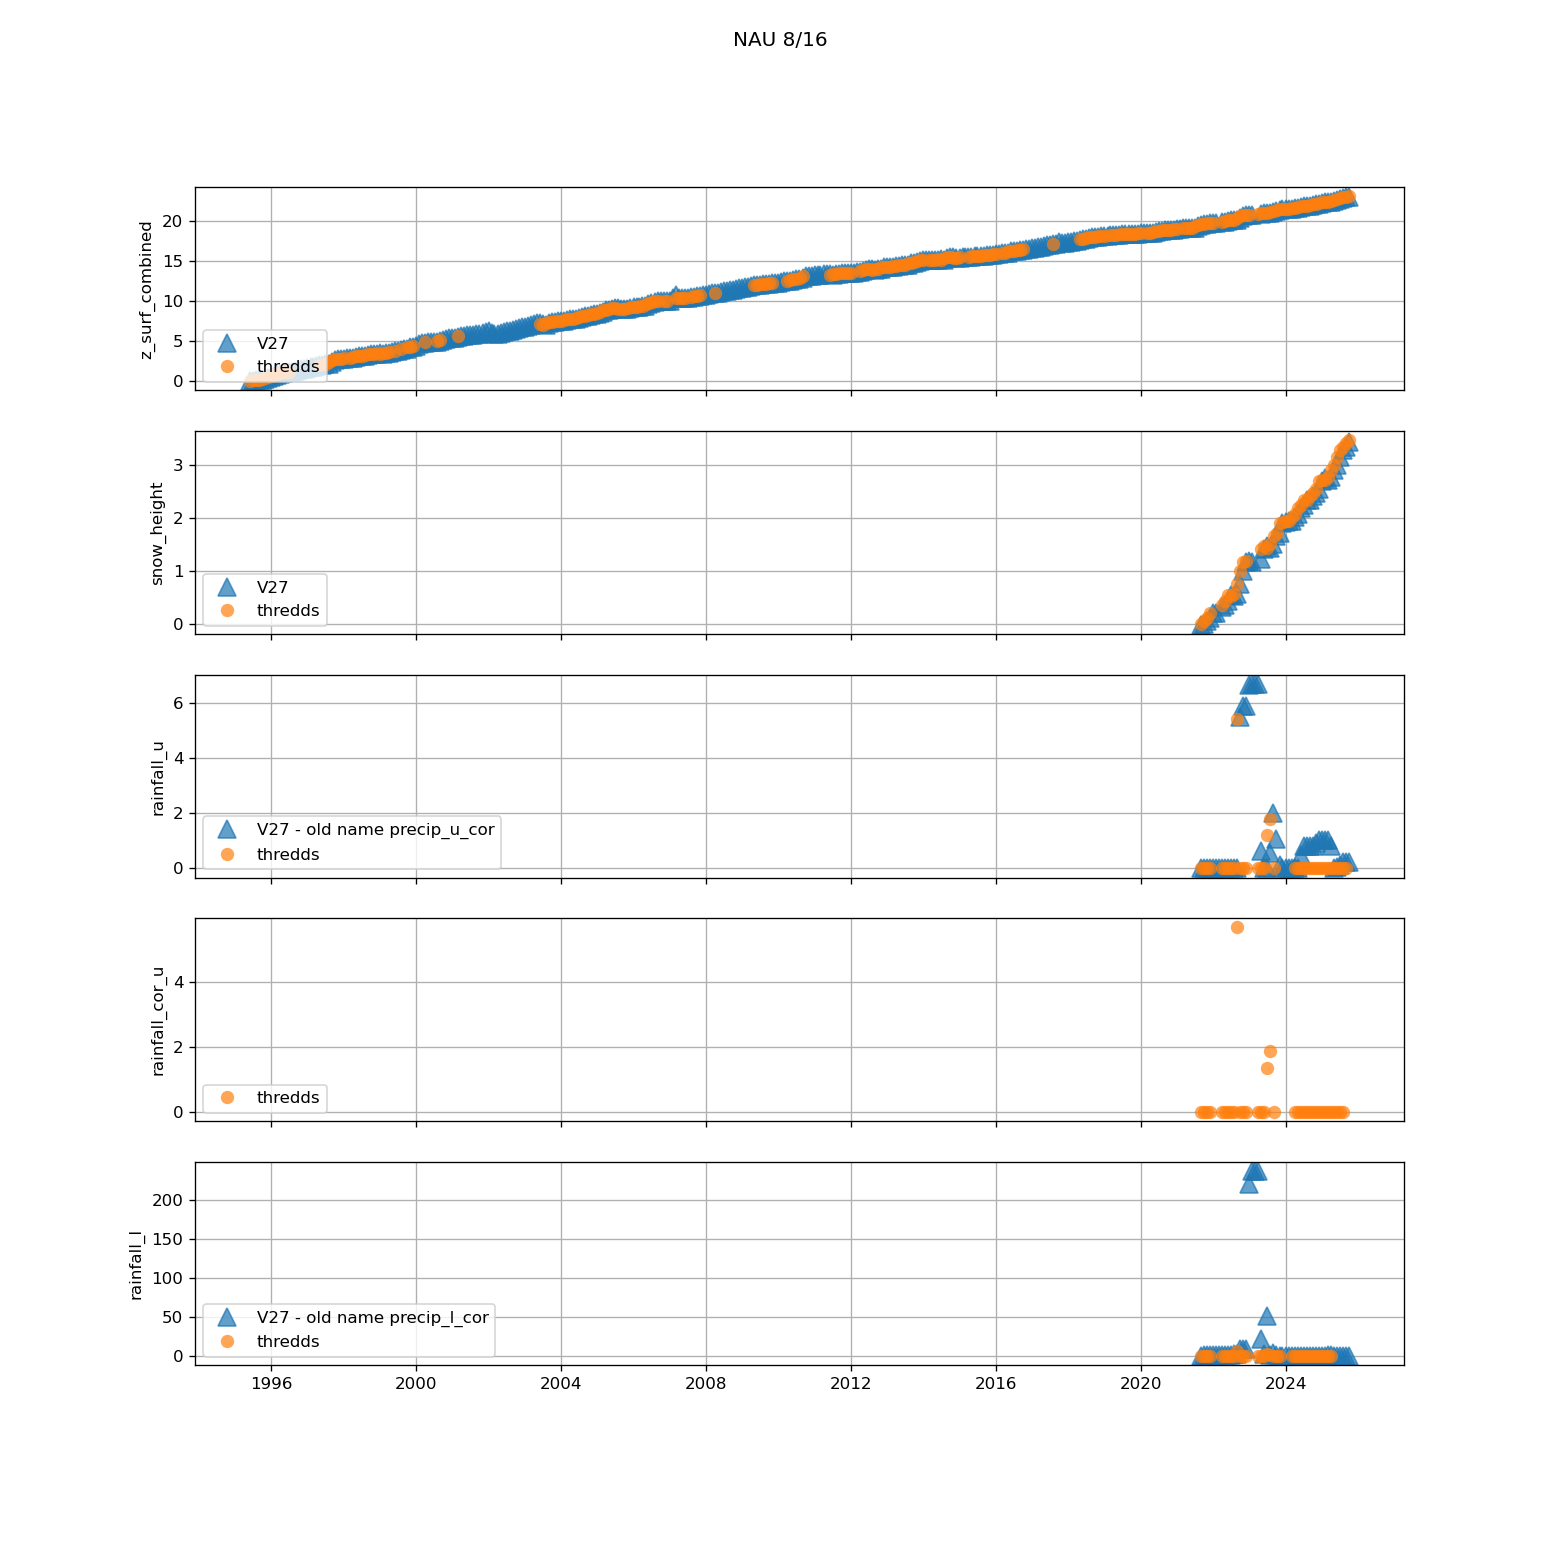 NAU 8/16
z_surf_combined
20
15
10
5
0
V27
thredds
snow_height
3
2
1
0
V27
thredds
rainfall_u
6
4
2
0
V27 - old name precip_u_cor
thredds
rainfall_cor_u
4
2
0
thredds
rainfall_l
200
150
100
50
0
V27 - old name precip_l_cor
thredds
1996 2000 2004 2008 2012 2016 2020 2024